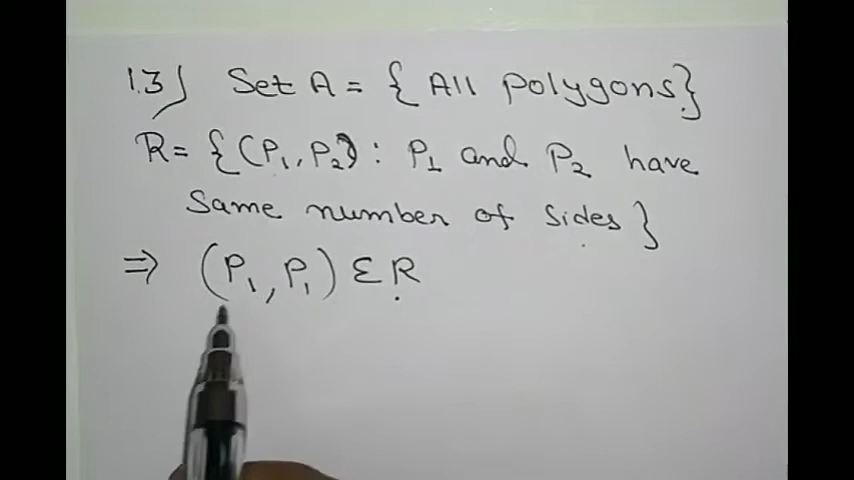 13) Set A = { All polygons}
R = {(P₁, P₂) : P₁ and P₂ have
same number of sides }
⇒ (P₁, P₁) ∈ R